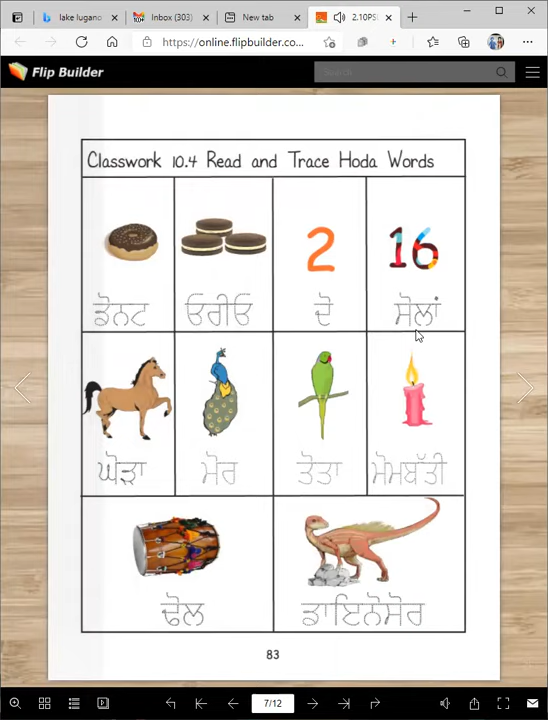 lake lugano
Inbox (303)
New tab
2.10PS
https://online.flipbuilder.co...
Flip Builder
Search
Classwork 10.4 Read and Trace Hoda Words
2
16
ਡੋਨਟ
ਓਰੀਓ
ਦੋ
ਸੋਲਾਂ
ਘੋੜਾ
ਮੋਰ
ਤੋਤਾ
ਮੋਮਬੱਤੀ
ਢੋਲ
ਡਾਇਨੋਸੋਰ
83
7/12